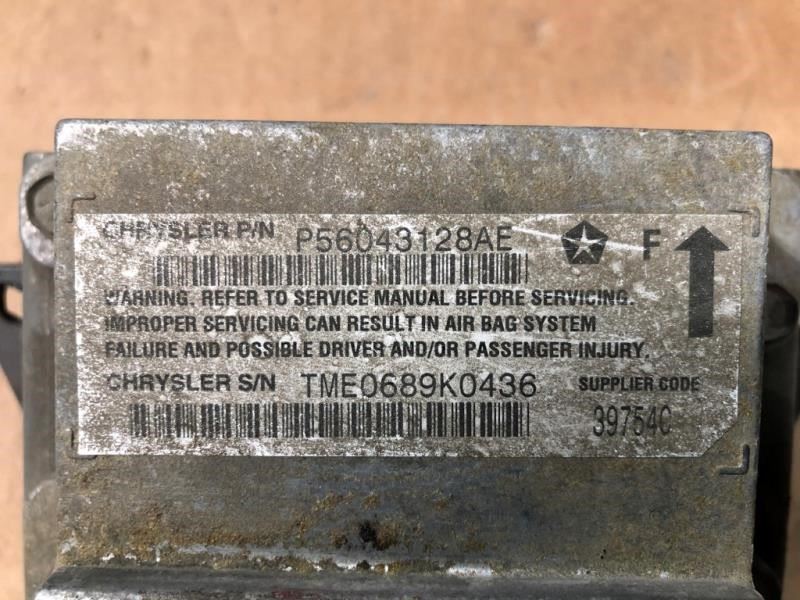 CHRYSLER P/N P56043128AE F
WARNING. REFER TO SERVICE MANUAL BEFORE SERVICING.
IMPROPER SERVICING CAN RESULT IN AIR BAG SYSTEM
FAILURE AND POSSIBLE DRIVER AND/OR PASSENGER INJURY.
CHRYSLER S/N TME0689K0436 SUPPLIER CODE
39754C